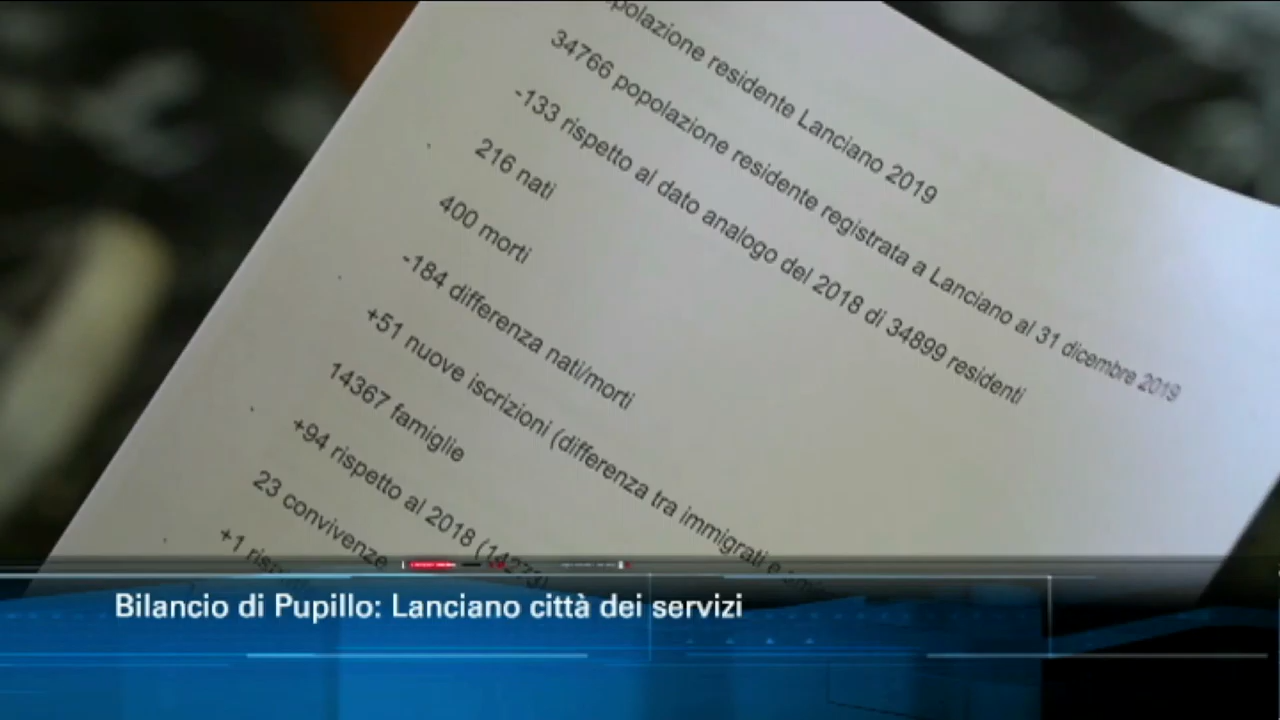 popolazione residente Lanciano 2019
34766 popolazione residente registrata a Lanciano al 31 dicembre 2019
-133 rispetto al dato analogo del 2018 di 34899 residenti
216 nati
400 morti
-184 differenza nati/morti
+51 nuove iscrizioni (differenza tra immigrati e
14367 famiglie
+94 rispetto al 2018 (14273)
23 convivenze
+1
Bilancio di Pupillo: Lanciano città dei servizi